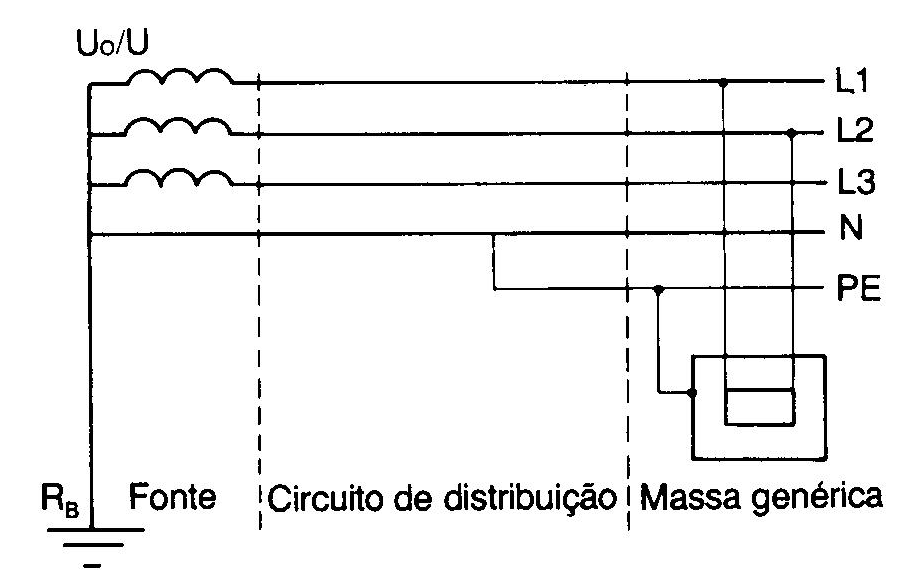 Uo/U
L1
L2
L3
N
PE
RB Fonte Circuito de distribuição Massa genérica